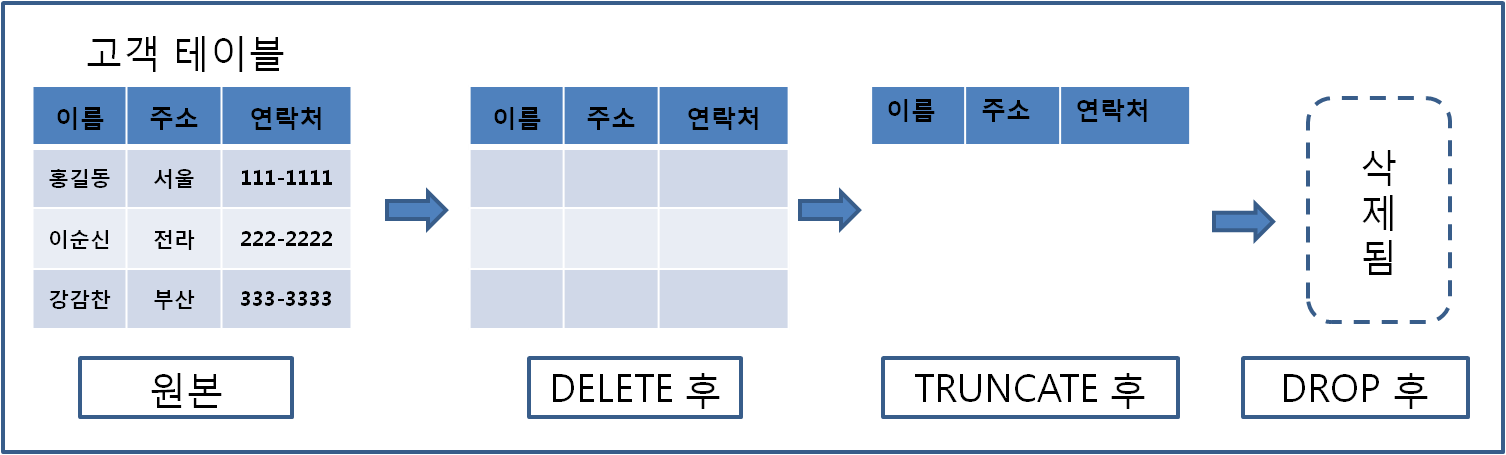 고객 테이블
이름 주소 연락처
홍길동 서울 111-1111
이순신 전라 222-2222
강감찬 부산 333-3333
원본
이름 주소 연락처
DELETE 후
이름 주소 연락처
TRUNCATE 후
삭
제
됨
DROP 후